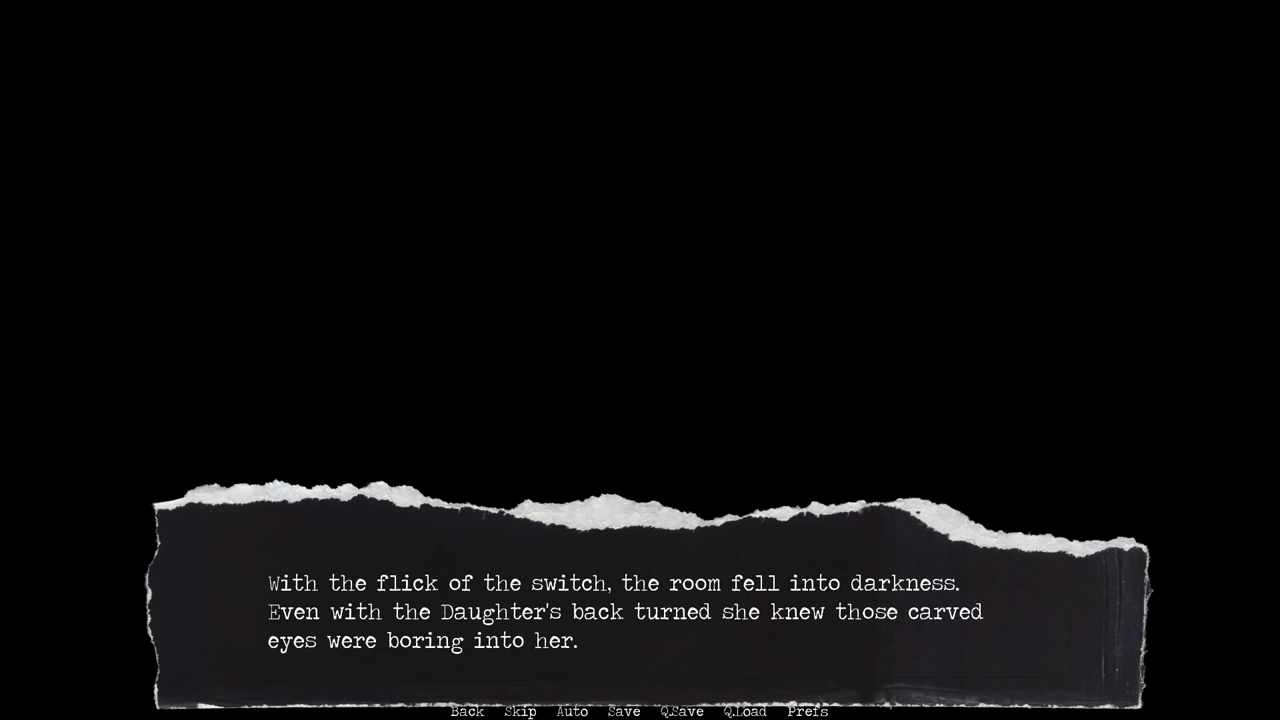 With the flick of the switch, the room fell into darkness.
Even with the Daughter's back turned she knew those carved
eyes were boring into her.
Back Skip Auto Save Q.Save Q.Load Prefs